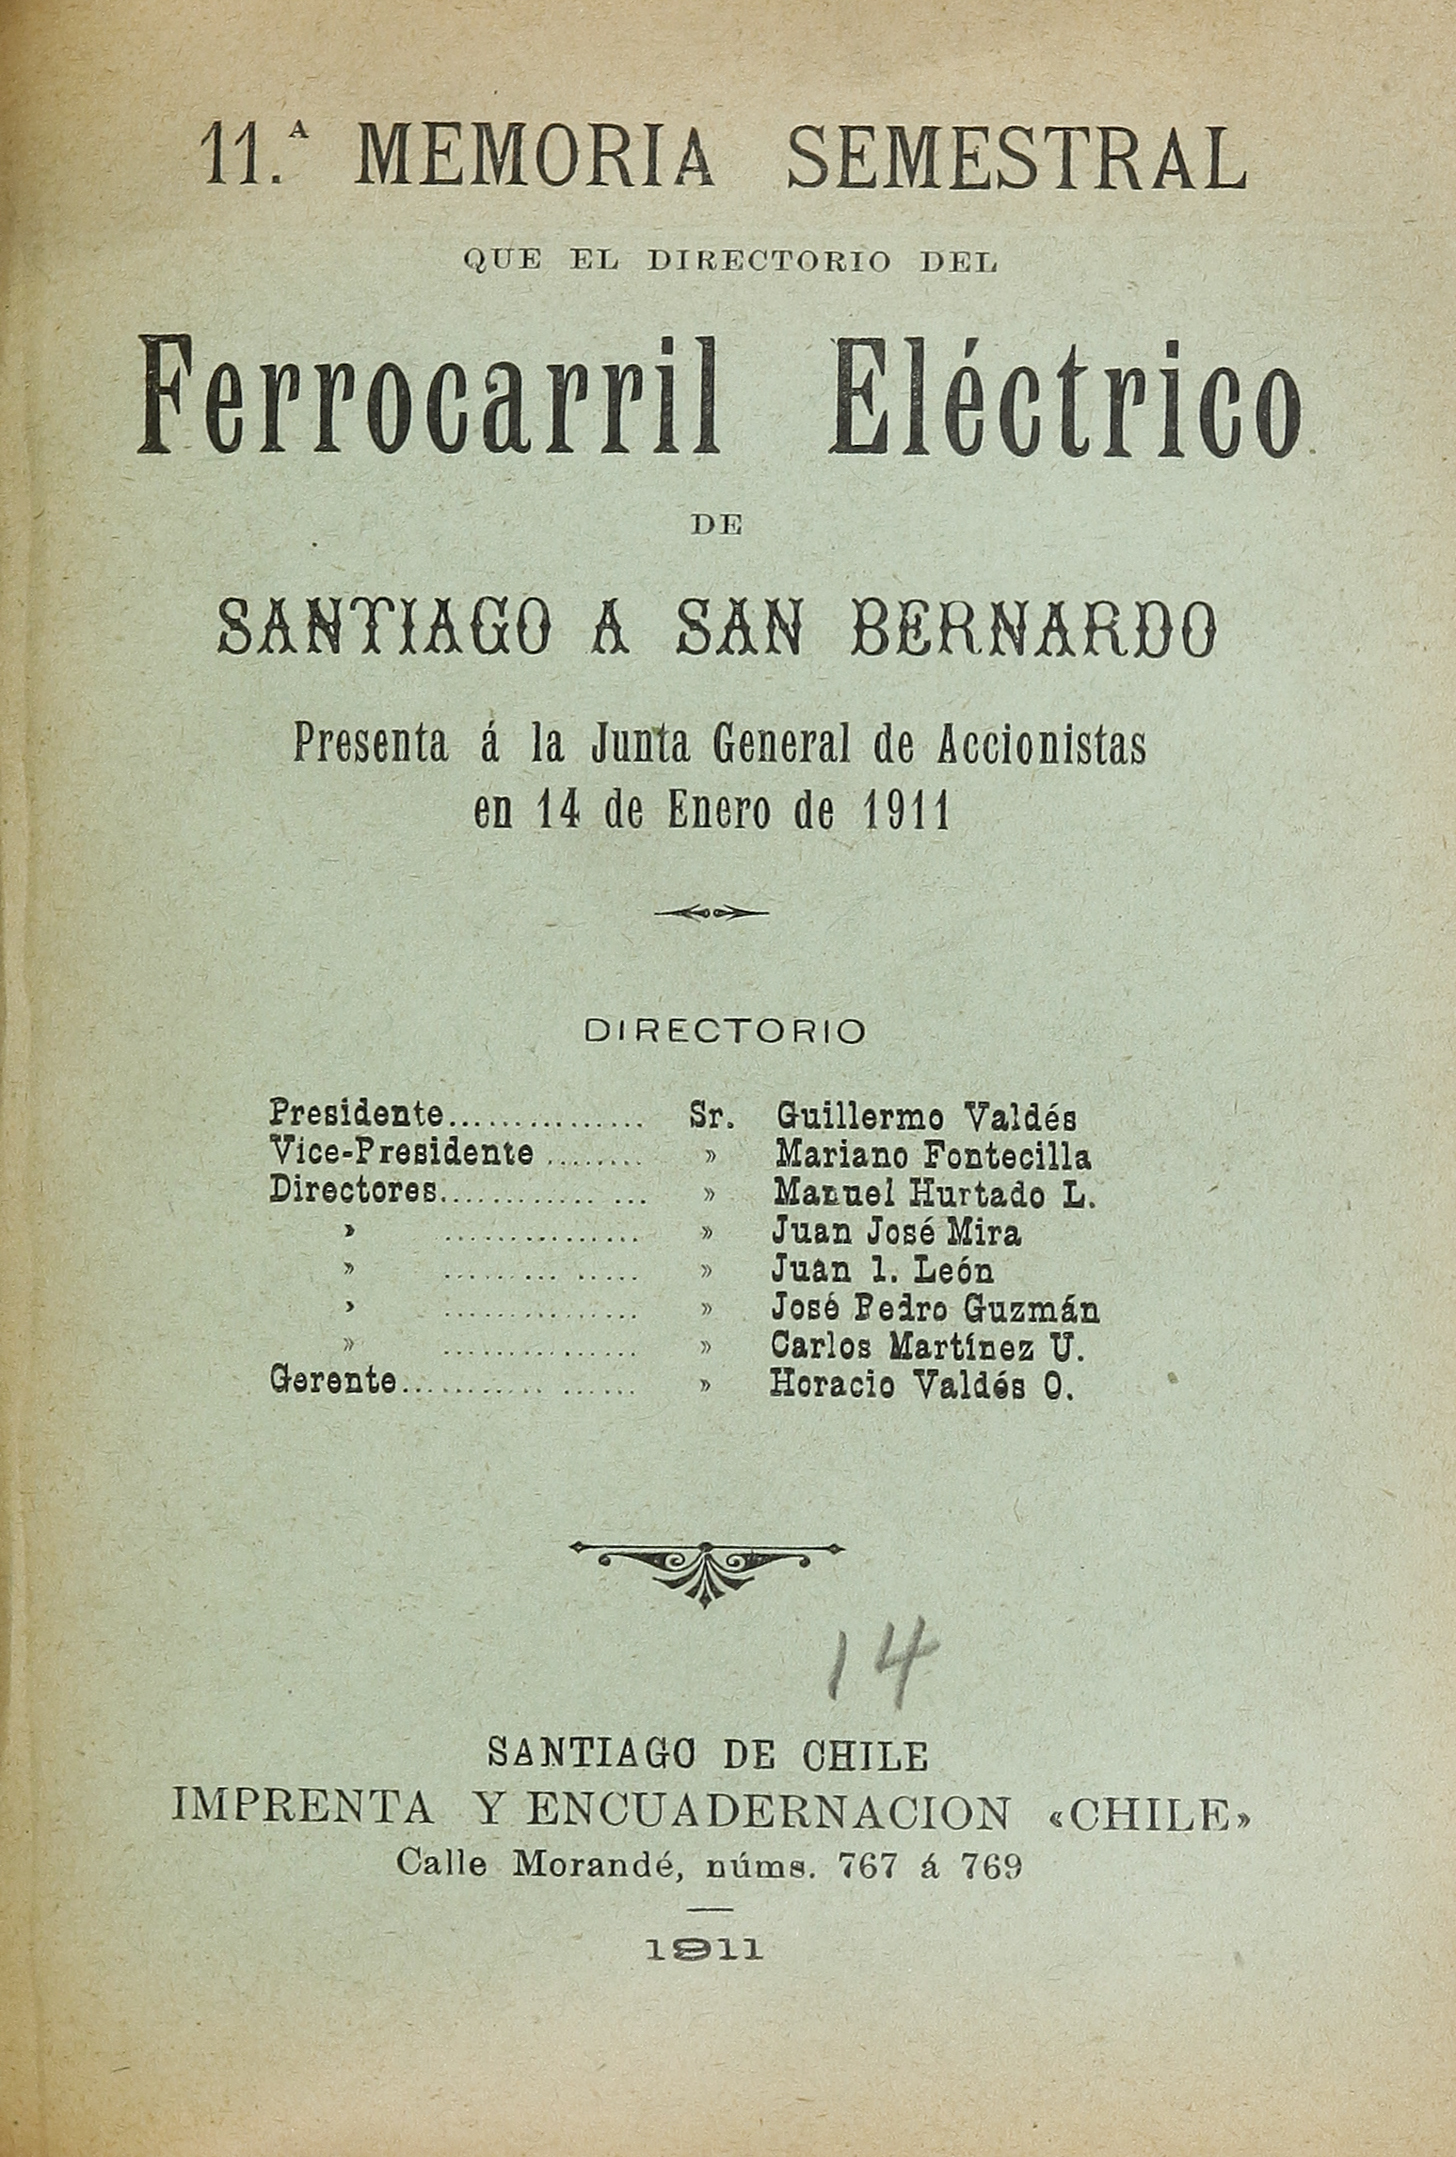 11.ᴬ MEMORIA SEMESTRAL
QUE EL DIRECTORIO DEL
Ferrocarril Eléctrico
DE
SANTIAGO A SAN BERNARDO
Presenta á la Junta General de Accionistas
en 14 de Enero de 1911
DIRECTORIO
Presidente................ Sr. Guillermo Valdés
Vice-Presidente ........ » Mariano Fontecilla
Directores............. ... » Manuel Hurtado L.
› ................ » Juan José Mira
» ......... ..... » Juan 1. León
› ................ » José Pedro Guzmán
» ................ » Carlos Martínez U.
Gerente............ ...... » Horacio Valdés O.
14
SANTIAGO DE CHILE
IMPRENTA Y ENCUADERNACION «CHILE»
Calle Morandé, núms. 767 á 769
1911